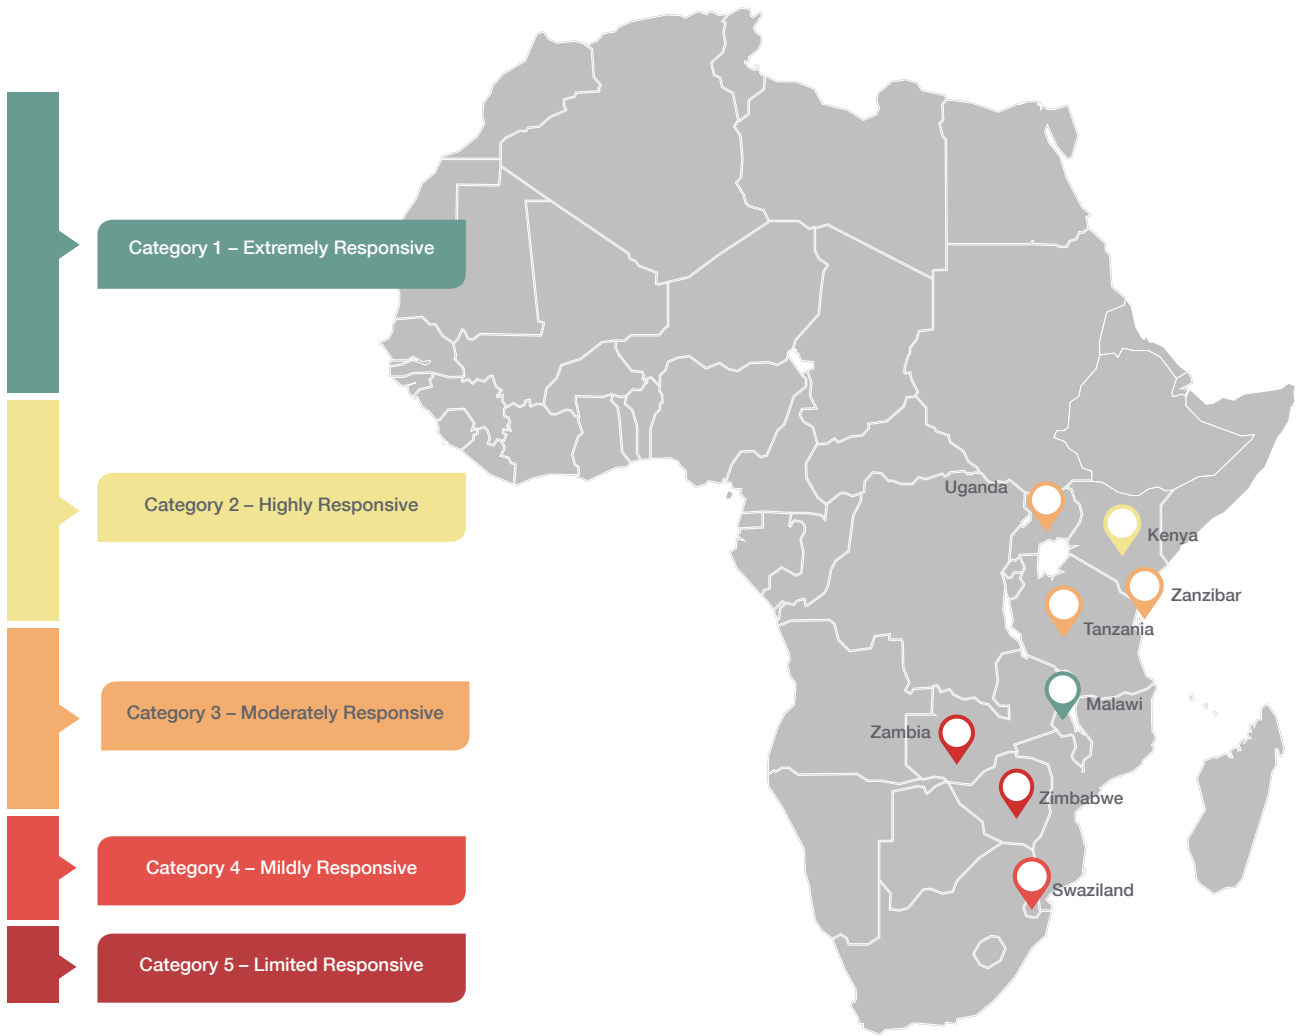 Category 1 – Extremely Responsive
Category 2 – Highly Responsive
Category 3 – Moderately Responsive
Category 4 – Mildly Responsive
Category 5 – Limited Responsive
Uganda
Kenya
Zanzibar
Tanzania
Malawi
Zambia
Zimbabwe
Swaziland